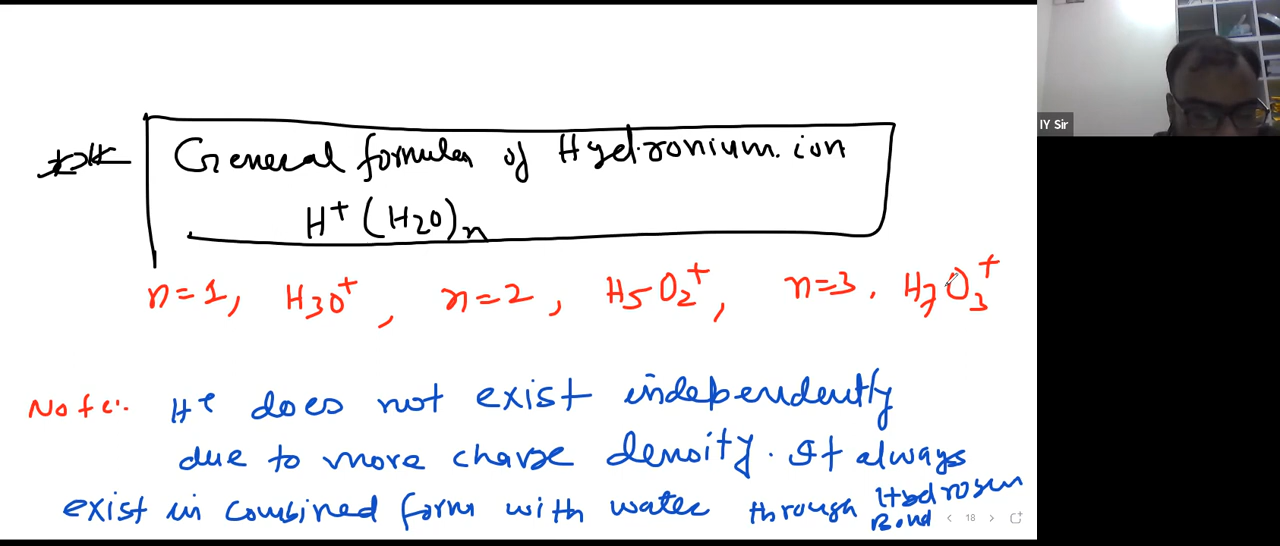 General formula of Hydronium ion
H⁺(H₂O)ₙ
n=1, H₃O⁺, n=2, H₅O₂⁺, n=3. H₇O₃⁺
Note:. H⁺ does not exist independently
due to more charge density. It always
exist in combined form with water through Hydrogen Bond
IY Sir
18